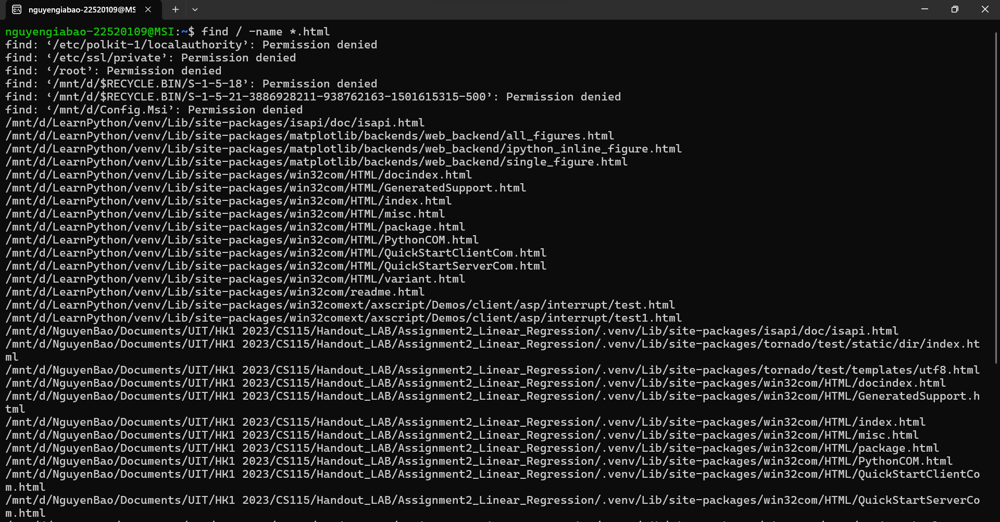 nguyengiabao-22520109@MS
nguyengiabao-22520109@MSI:~$ find / -name *.html
find: ‘/etc/polkit-1/localauthority’: Permission denied
find: ‘/etc/ssl/private’: Permission denied
find: ‘/root’: Permission denied
find: ‘/mnt/d/$RECYCLE.BIN/S-1-5-18’: Permission denied
find: ‘/mnt/d/$RECYCLE.BIN/S-1-5-21-3886928211-938762163-1501615315-500’: Permission denied
find: ‘/mnt/d/Config.Msi’: Permission denied
/mnt/d/LearnPython/venv/Lib/site-packages/isapi/doc/isapi.html
/mnt/d/LearnPython/venv/Lib/site-packages/matplotlib/backends/web_backend/all_figures.html
/mnt/d/LearnPython/venv/Lib/site-packages/matplotlib/backends/web_backend/ipython_inline_figure.html
/mnt/d/LearnPython/venv/Lib/site-packages/matplotlib/backends/web_backend/single_figure.html
/mnt/d/LearnPython/venv/Lib/site-packages/win32com/HTML/docindex.html
/mnt/d/LearnPython/venv/Lib/site-packages/win32com/HTML/GeneratedSupport.html
/mnt/d/LearnPython/venv/Lib/site-packages/win32com/HTML/index.html
/mnt/d/LearnPython/venv/Lib/site-packages/win32com/HTML/misc.html
/mnt/d/LearnPython/venv/Lib/site-packages/win32com/HTML/package.html
/mnt/d/LearnPython/venv/Lib/site-packages/win32com/HTML/PythonCOM.html
/mnt/d/LearnPython/venv/Lib/site-packages/win32com/HTML/QuickStartClientCom.html
/mnt/d/LearnPython/venv/Lib/site-packages/win32com/HTML/QuickStartServerCom.html
/mnt/d/LearnPython/venv/Lib/site-packages/win32com/HTML/variant.html
/mnt/d/LearnPython/venv/Lib/site-packages/win32com/readme.html
/mnt/d/LearnPython/venv/Lib/site-packages/win32comext/axscript/Demos/client/asp/interrupt/test.html
/mnt/d/LearnPython/venv/Lib/site-packages/win32comext/axscript/Demos/client/asp/interrupt/test1.html
/mnt/d/NguyenBao/Documents/UIT/HK1 2023/CS115/Handout_LAB/Assignment2_Linear_Regression/.venv/Lib/site-packages/isapi/doc/isapi.html
/mnt/d/NguyenBao/Documents/UIT/HK1 2023/CS115/Handout_LAB/Assignment2_Linear_Regression/.venv/Lib/site-packages/tornado/test/static/dir/index.ht
ml
/mnt/d/NguyenBao/Documents/UIT/HK1 2023/CS115/Handout_LAB/Assignment2_Linear_Regression/.venv/Lib/site-packages/tornado/test/templates/utf8.html
/mnt/d/NguyenBao/Documents/UIT/HK1 2023/CS115/Handout_LAB/Assignment2_Linear_Regression/.venv/Lib/site-packages/win32com/HTML/docindex.html
/mnt/d/NguyenBao/Documents/UIT/HK1 2023/CS115/Handout_LAB/Assignment2_Linear_Regression/.venv/Lib/site-packages/win32com/HTML/GeneratedSupport.h
tml
/mnt/d/NguyenBao/Documents/UIT/HK1 2023/CS115/Handout_LAB/Assignment2_Linear_Regression/.venv/Lib/site-packages/win32com/HTML/index.html
/mnt/d/NguyenBao/Documents/UIT/HK1 2023/CS115/Handout_LAB/Assignment2_Linear_Regression/.venv/Lib/site-packages/win32com/HTML/misc.html
/mnt/d/NguyenBao/Documents/UIT/HK1 2023/CS115/Handout_LAB/Assignment2_Linear_Regression/.venv/Lib/site-packages/win32com/HTML/package.html
/mnt/d/NguyenBao/Documents/UIT/HK1 2023/CS115/Handout_LAB/Assignment2_Linear_Regression/.venv/Lib/site-packages/win32com/HTML/PythonCOM.html
/mnt/d/NguyenBao/Documents/UIT/HK1 2023/CS115/Handout_LAB/Assignment2_Linear_Regression/.venv/Lib/site-packages/win32com/HTML/QuickStartClientCo
m.html
/mnt/d/NguyenBao/Documents/UIT/HK1 2023/CS115/Handout_LAB/Assignment2_Linear_Regression/.venv/Lib/site-packages/win32com/HTML/QuickStartServerCo
m.html